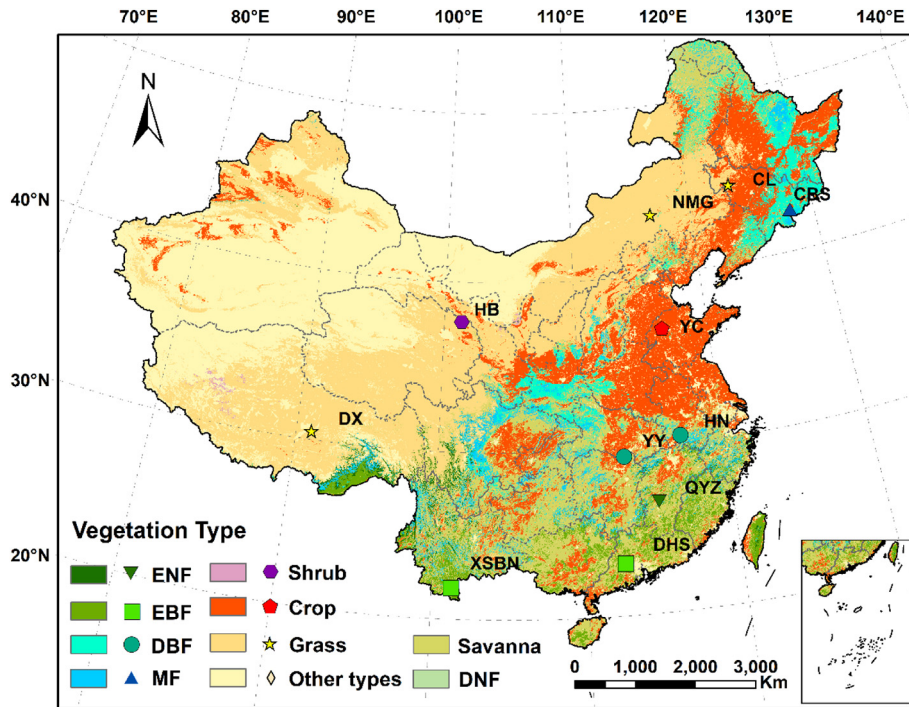 70°E 80°E 90°E 100°E 110°E 120°E 130°E 140°E
N
40°N
30°N
20°N
CL
CBS
NMG
HB
YC
DX
HN
YY
QYZ
DHS
XSBN
Vegetation Type
ENF Shrub
EBF Crop
DBF Grass Savanna
MF Other types DNF
0 1,000 2,000 3,000
Km